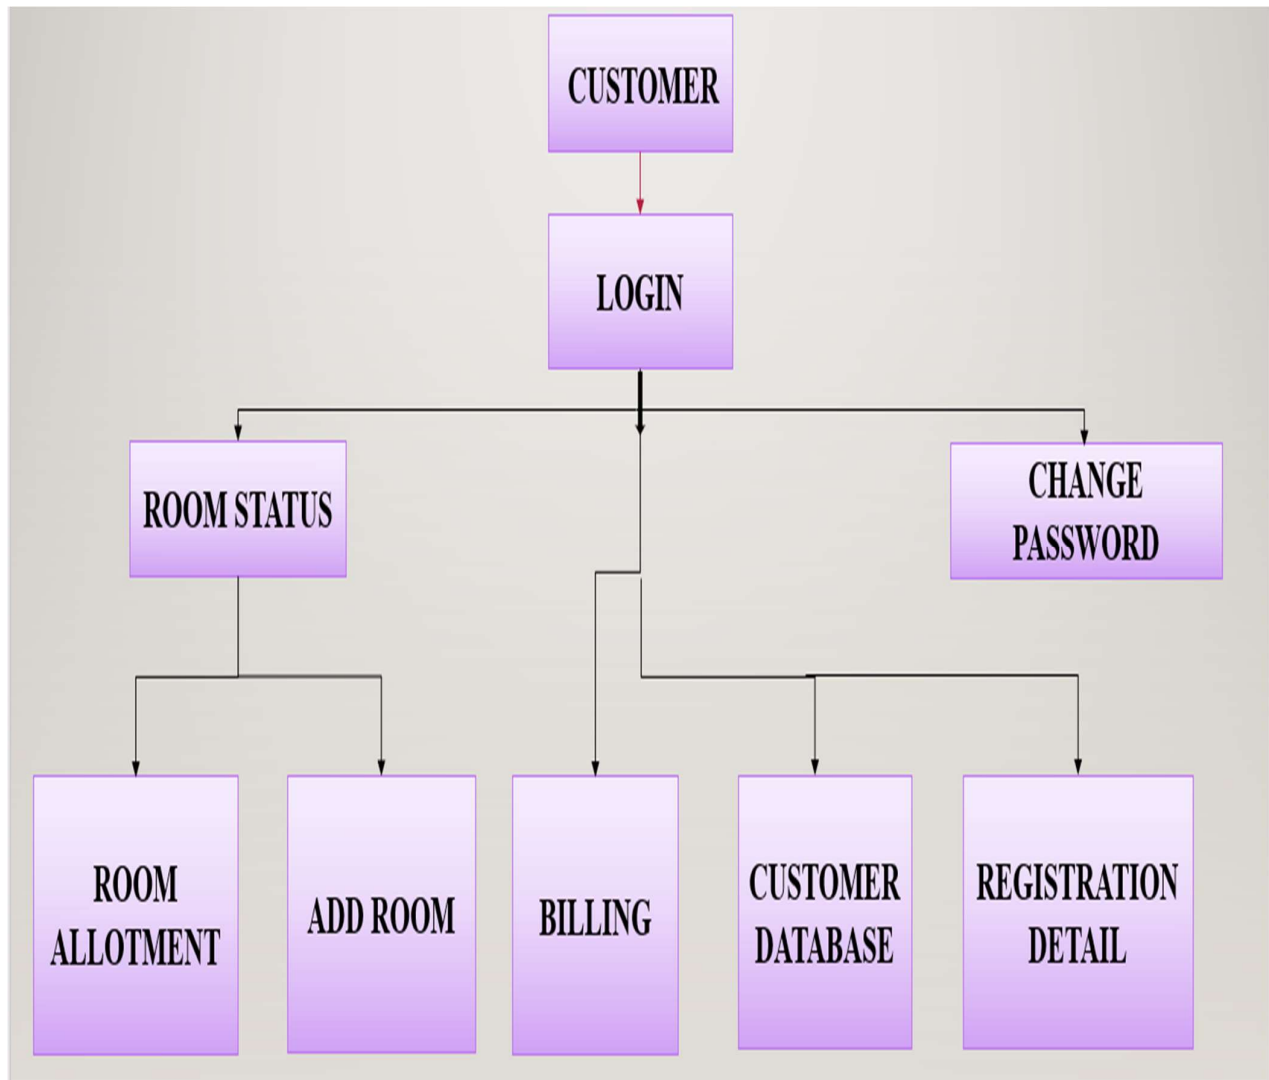 CUSTOMER
LOGIN
ROOM STATUS
CHANGE
PASSWORD
ROOM
ALLOTMENT
ADD ROOM
BILLING
CUSTOMER
DATABASE
REGISTRATION
DETAIL